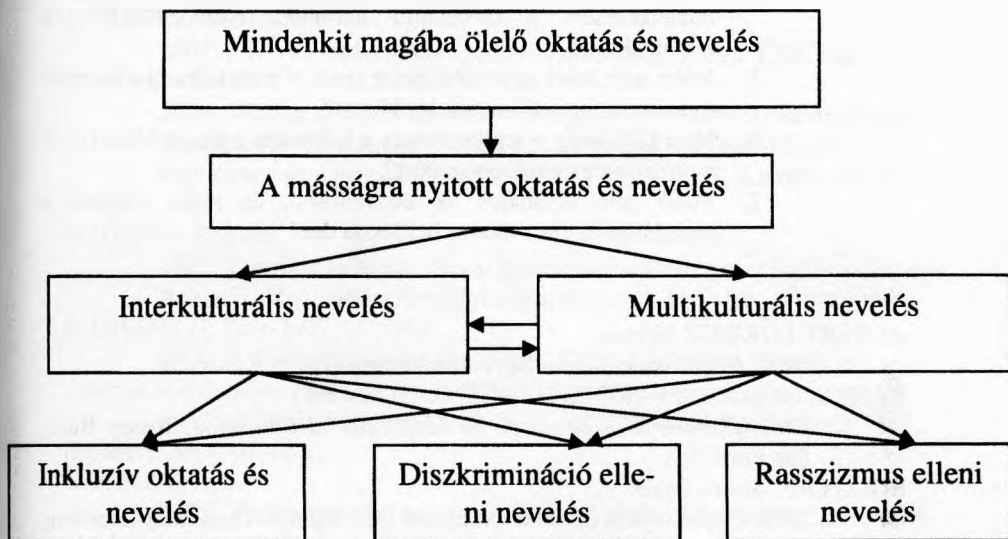 Mindenkit magába ölelő oktatás és nevelés
A másságra nyitott oktatás és nevelés
Interkulturális nevelés
Multikulturális nevelés
Inkluzív oktatás és
nevelés
Diszkrimináció elle-
ni nevelés
Rasszizmus elleni
nevelés